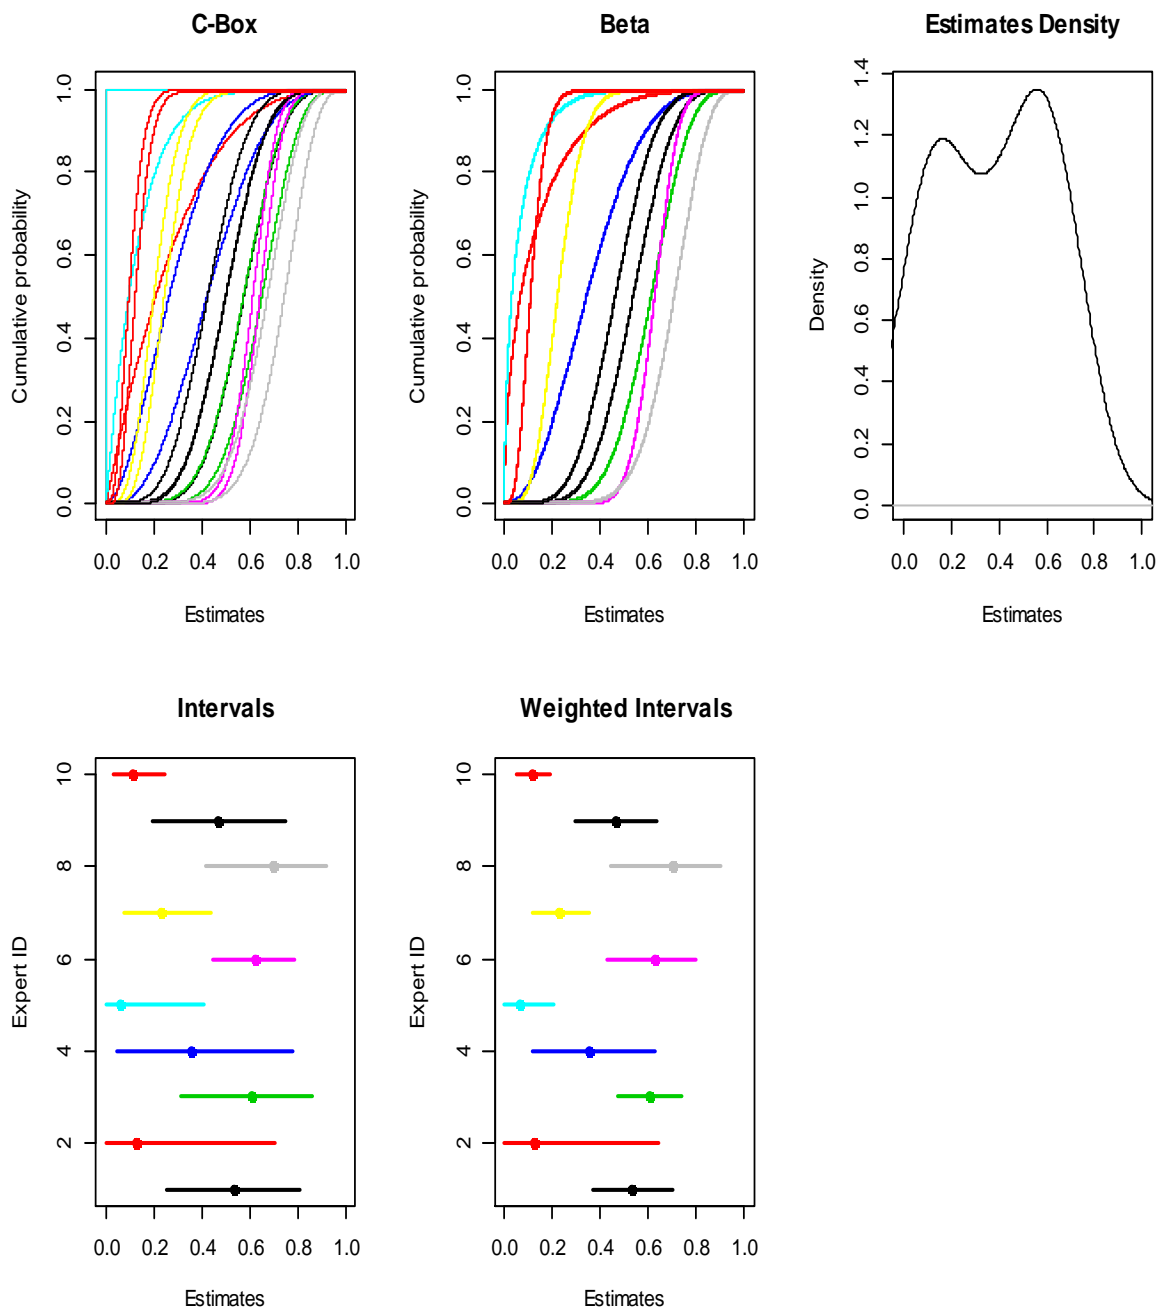 C-Box
Beta
Estimates Density
Cumulative probability
0.0 0.2 0.4 0.6 0.8 1.0
0.0 0.2 0.4 0.6 0.8 1.0
Estimates
Cumulative probability
0.0 0.2 0.4 0.6 0.8 1.0
0.0 0.2 0.4 0.6 0.8 1.0
Estimates
Density
0.0 0.2 0.4 0.6 0.8 1.0 1.2 1.4
0.0 0.2 0.4 0.6 0.8 1.0
Estimates
Intervals
Weighted Intervals
Expert ID
2 4 6 8 10
0.0 0.2 0.4 0.6 0.8 1.0
Estimates
Expert ID
2 4 6 8 10
0.0 0.2 0.4 0.6 0.8 1.0
Estimates